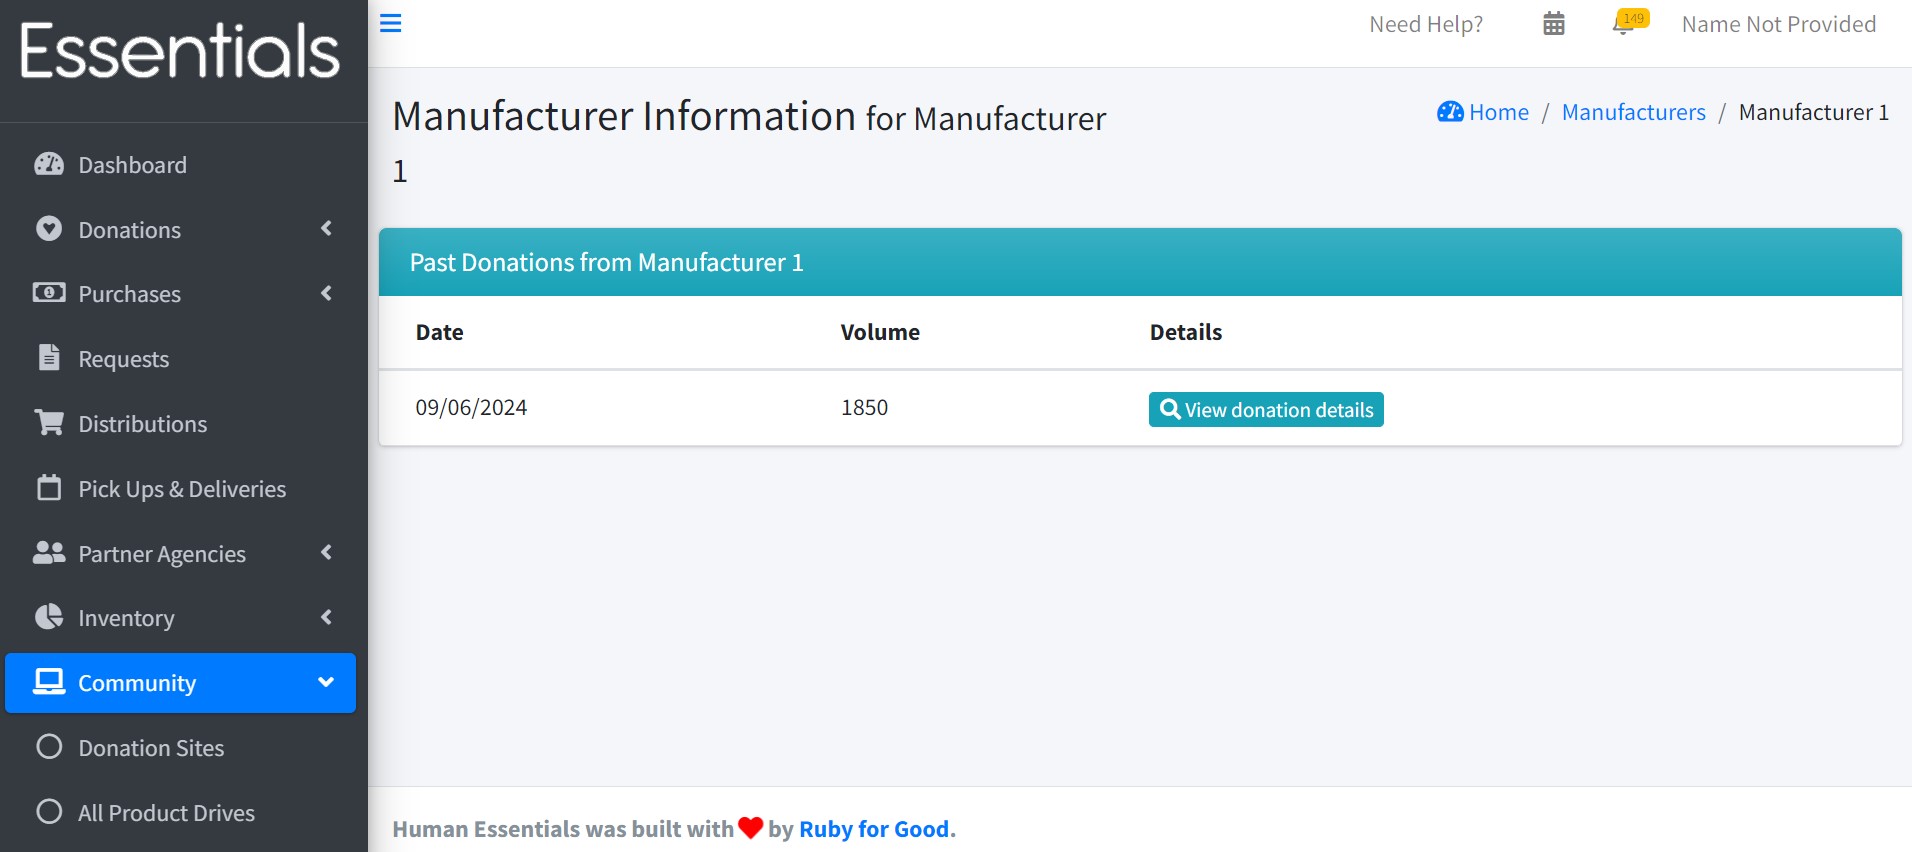 Essentials
Need Help?
149
Name Not Provided
Manufacturer Information for Manufacturer
1
Home / Manufacturers / Manufacturer 1
Dashboard
Donations
Purchases
Requests
Distributions
Pick Ups & Deliveries
Partner Agencies
Inventory
Community
Donation Sites
All Product Drives
Past Donations from Manufacturer 1
Date Volume Details
09/06/2024 1850 View donation details
Human Essentials was built with ❤ by Ruby for Good.